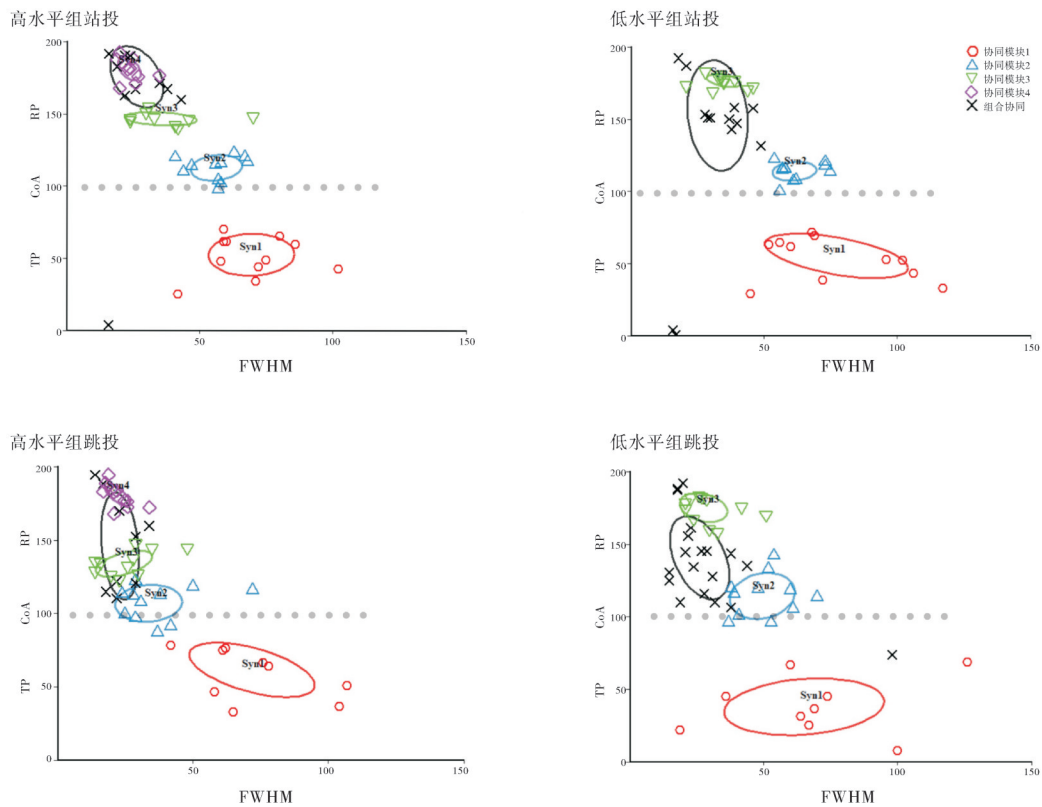 高水平组站投
200
150
100
50
0
50
100
150
RP
CoA
TP
FWHM
Syn4
Syn3
Syn2
Syn1
低水平组站投
200
150
100
50
0
50
100
150
RP
CoA
TP
FWHM
Syn3
Syn2
Syn1
协同模块1
协同模块2
协同模块3
协同模块4
组合协同
高水平组跳投
200
150
100
50
0
50
100
150
RP
CoA
TP
FWHM
Syn4
Syn3
Syn2
Syn1
低水平组跳投
200
150
100
50
0
50
100
150
RP
CoA
TP
FWHM
Syn3
Syn2
Syn1